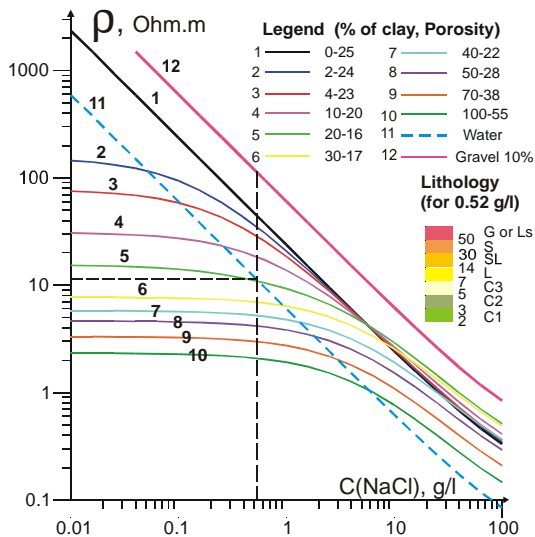 ρ, Ohm.m
Legend (% of clay, Porosity)
1 0-25
2 2-24
3 4-23
4 10-20
5 20-16
6 30-17
7 40-22
8 50-28
9 70-38
10 100-55
11 Water
12 Gravel 10%
Lithology
(for 0.52 g/l)
G or Ls
50
S
30
SL
14
L
7
C3
5
C2
3
C1
2
1000
100
10
1
0.1
12
1
11
2
3
4
5
6
7
8
9
10
C(NaCl), g/l
0.01 0.1 1 10 100